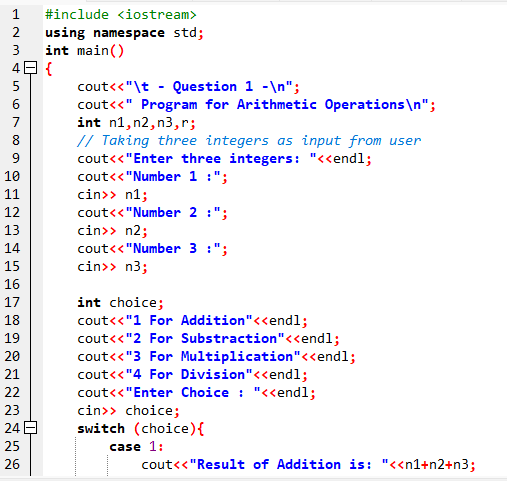 1 #include <iostream>
2 using namespace std;
3 int main()
4 {
5 cout<<"\t - Question 1 -\n";
6 cout<<" Program for Arithmetic Operations\n";
7 int n1,n2,n3,r;
8 // Taking three integers as input from user
9 cout<<"Enter three integers: "<<endl;
10 cout<<"Number 1 :";
11 cin>> n1;
12 cout<<"Number 2 :";
13 cin>> n2;
14 cout<<"Number 3 :";
15 cin>> n3;
16
17 int choice;
18 cout<<"1 For Addition"<<endl;
19 cout<<"2 For Substraction"<<endl;
20 cout<<"3 For Multiplication"<<endl;
21 cout<<"4 For Division"<<endl;
22 cout<<"Enter Choice : "<<endl;
23 cin>> choice;
24 switch (choice){
25 case 1:
26 cout<<"Result of Addition is: "<<n1+n2+n3;